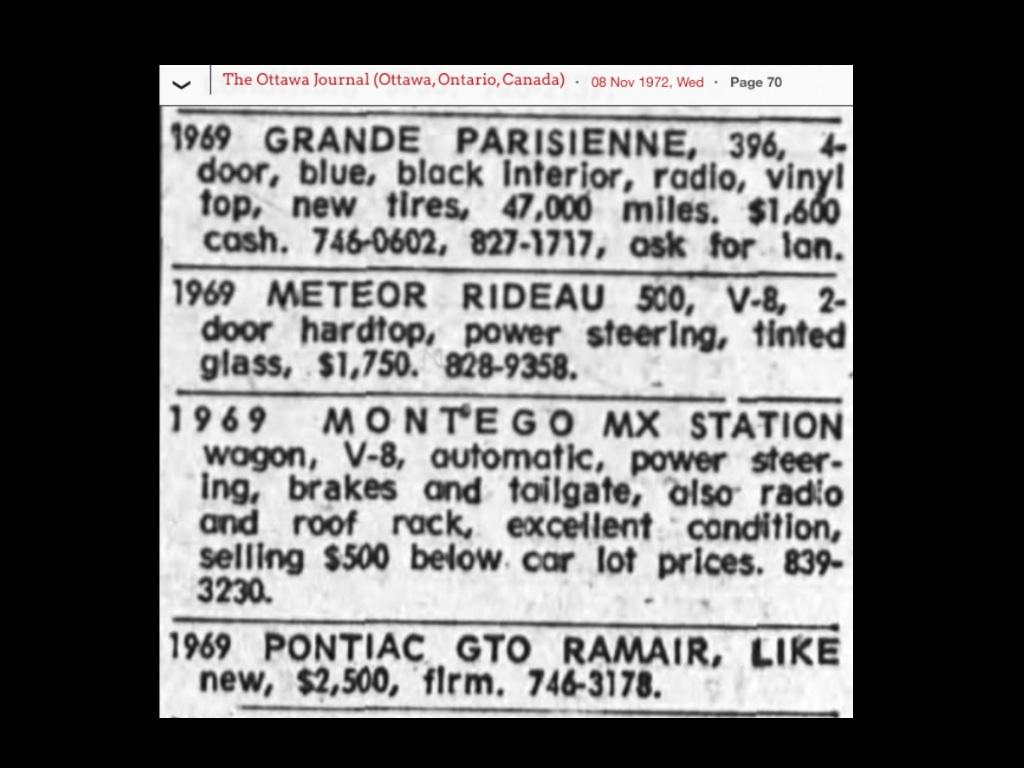 The Ottawa Journal (Ottawa, Ontario, Canada) · 08 Nov 1972, Wed · Page 70
1969 GRANDE PARISIENNE, 396, 4-
door, blue, black interior, radio, vinyl
top, new tires, 47,000 miles. $1,600
cash. 746-0602, 827-1717, ask for Ian.
1969 METEOR RIDEAU 500, V-8, 2-
door hardtop, power steering, tinted
glass, $1,750. 828-9358.
1969 MONTEGO MX STATION
wagon, V-8, automatic, power steer-
ing, brakes and tailgate, also radio
and roof rack, excellent condition,
selling $500 below car lot prices. 839-
3230.
1969 PONTIAC GTO RAMAIR, LIKE
new, $2,500, firm. 746-3178.